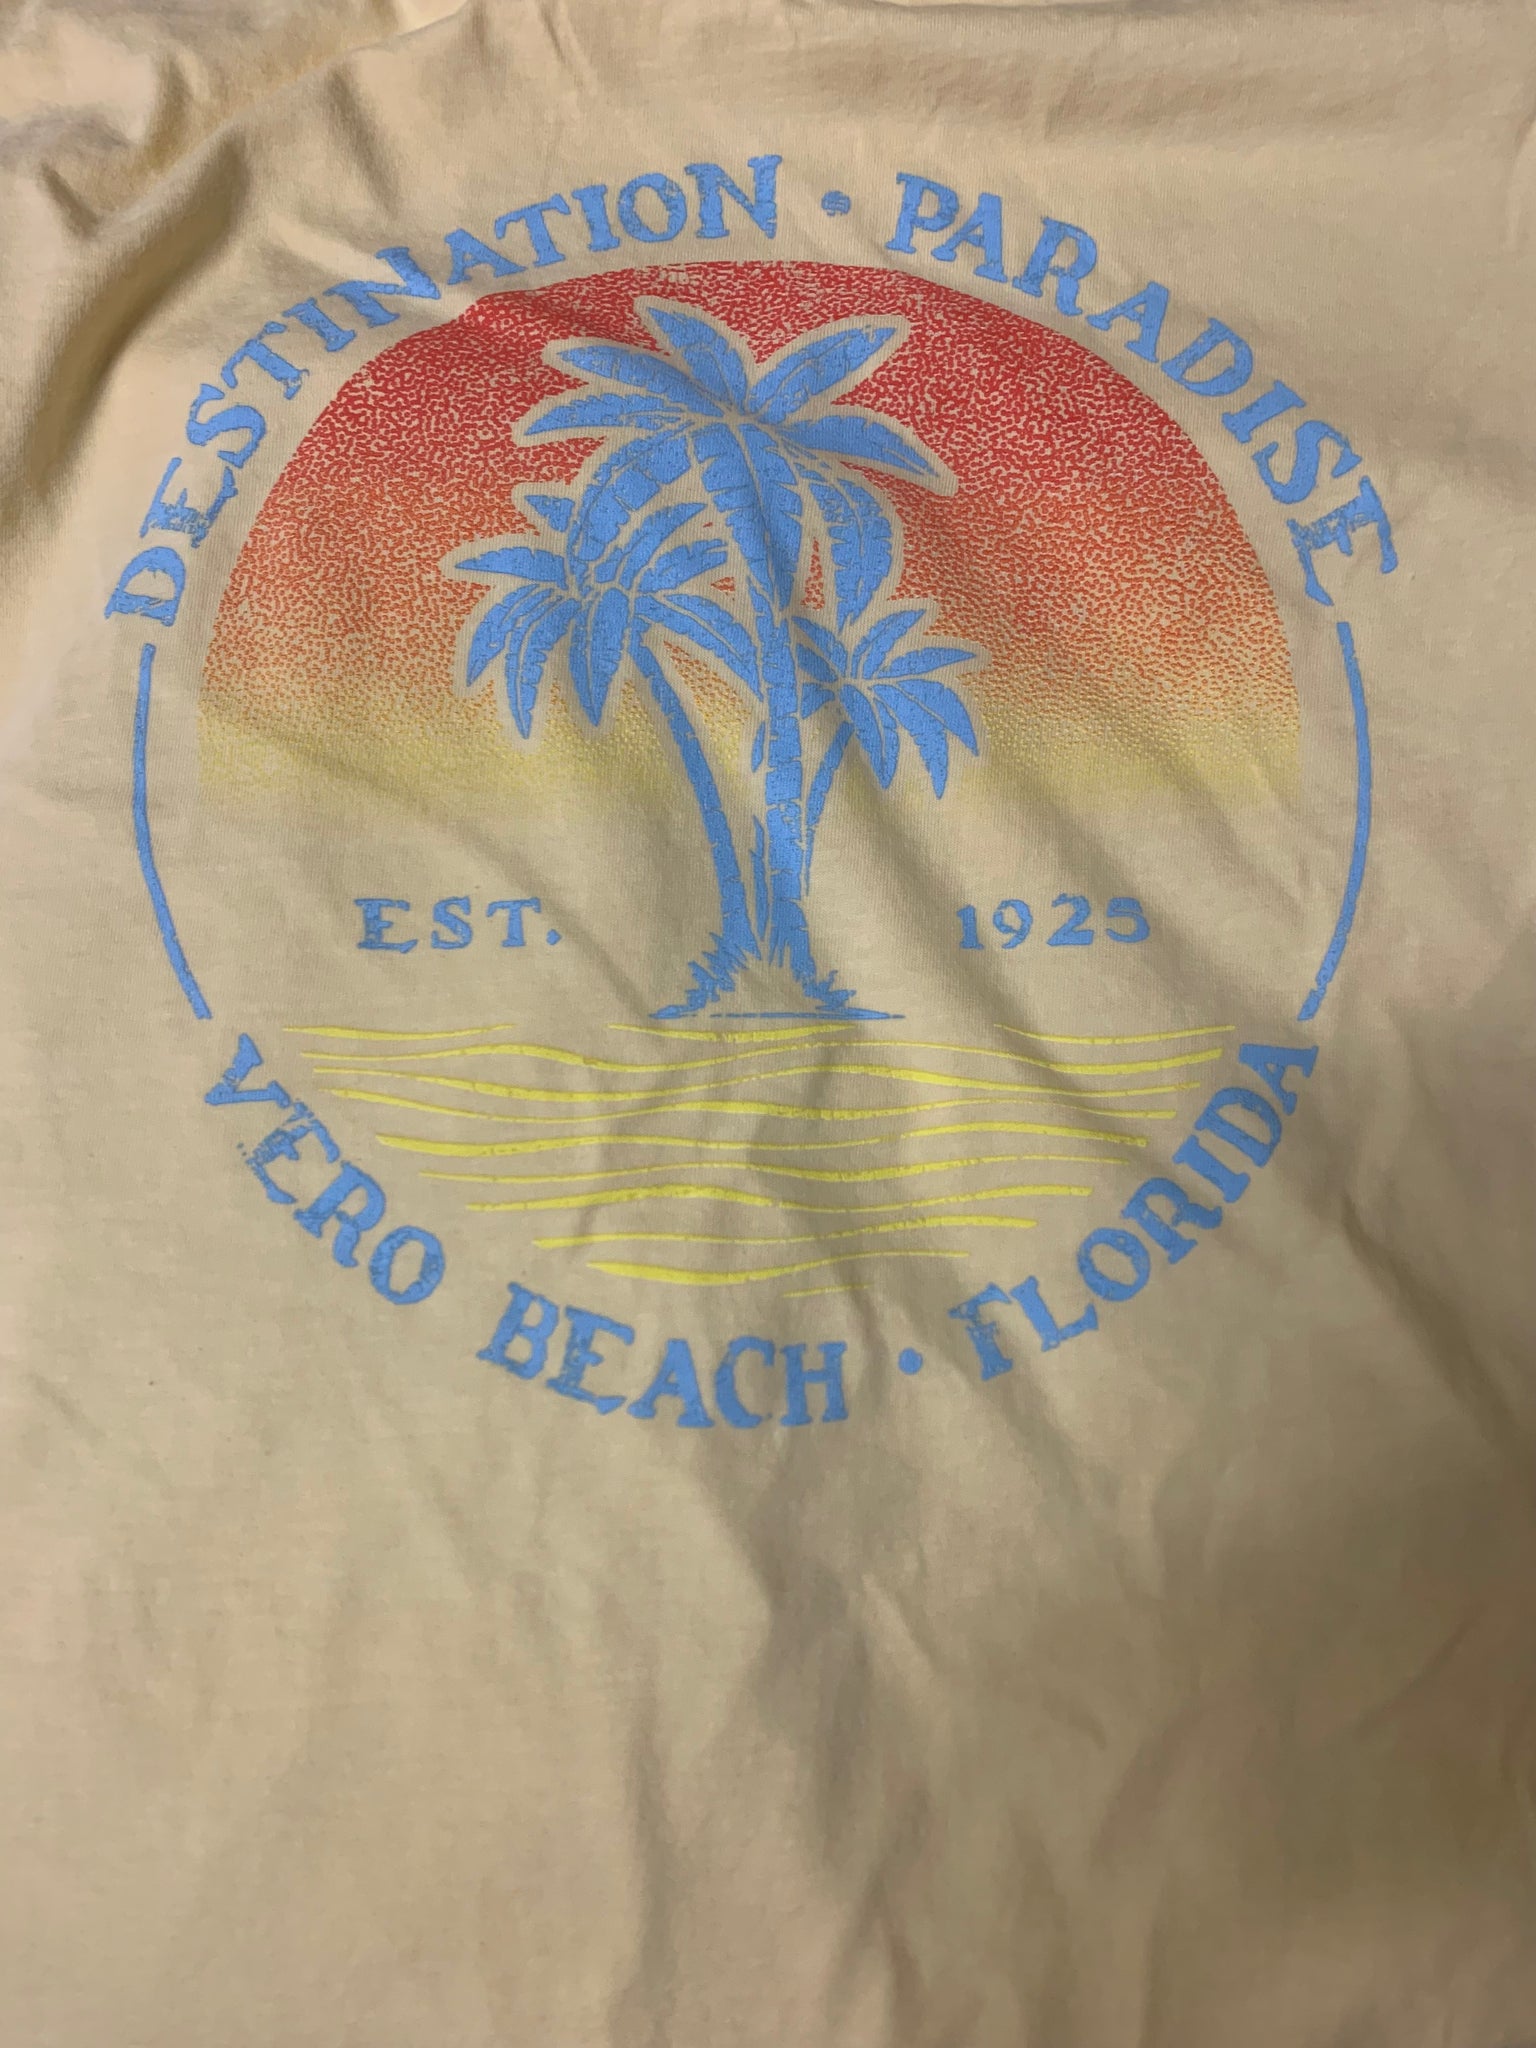 DESTINATION • PARADISE
EST. 1925
VERO BEACH • FLORIDA